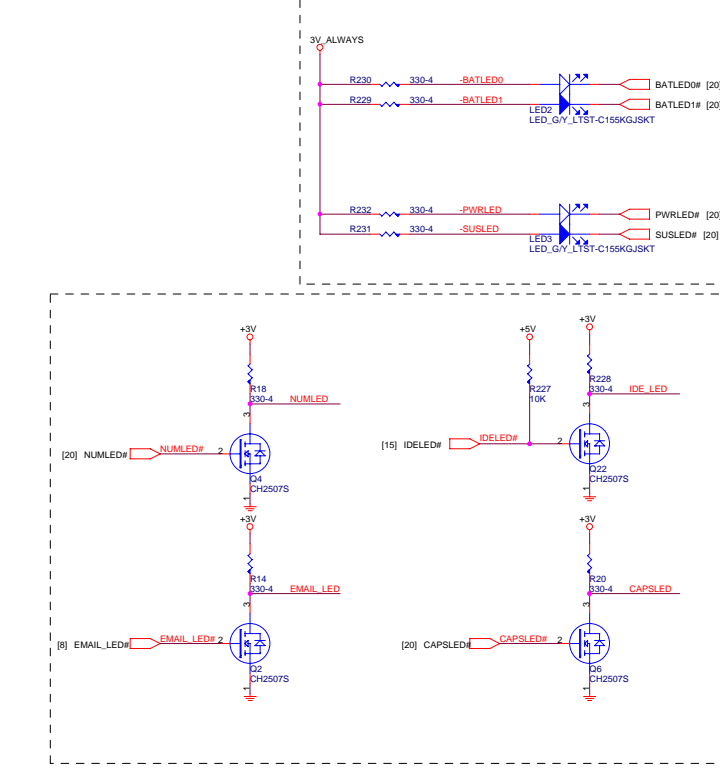 3V_ALWAYS
R230 330-4 -BATLED0 BATLED0# [20]
R229 330-4 -BATLED1 BATLED1# [20]
LED2
LED_G/Y_LTST-C155KGJSKT
R232 330-4 -PWRLED PWRLED# [20]
R231 330-4 -SUSLED SUSLED# [20]
LED3
LED_G/Y_LTST-C155KGJSKT
+3V
R18
330-4 NUMLED
3
[20] NUMLED# NUMLED# 2
Q4
CH2507S
1
+5V
R227
10K
+3V
R228
330-4 IDE_LED
3
[15] IDELED# IDELED# 2
Q22
CH2507S
1
+3V
R14
330-4 EMAIL_LED
3
[8] EMAIL_LED# EMAIL_LED# 2
Q2
CH2507S
1
+3V
R20
330-4 CAPSLED
3
[20] CAPSLED# CAPSLED# 2
Q6
CH2507S
1